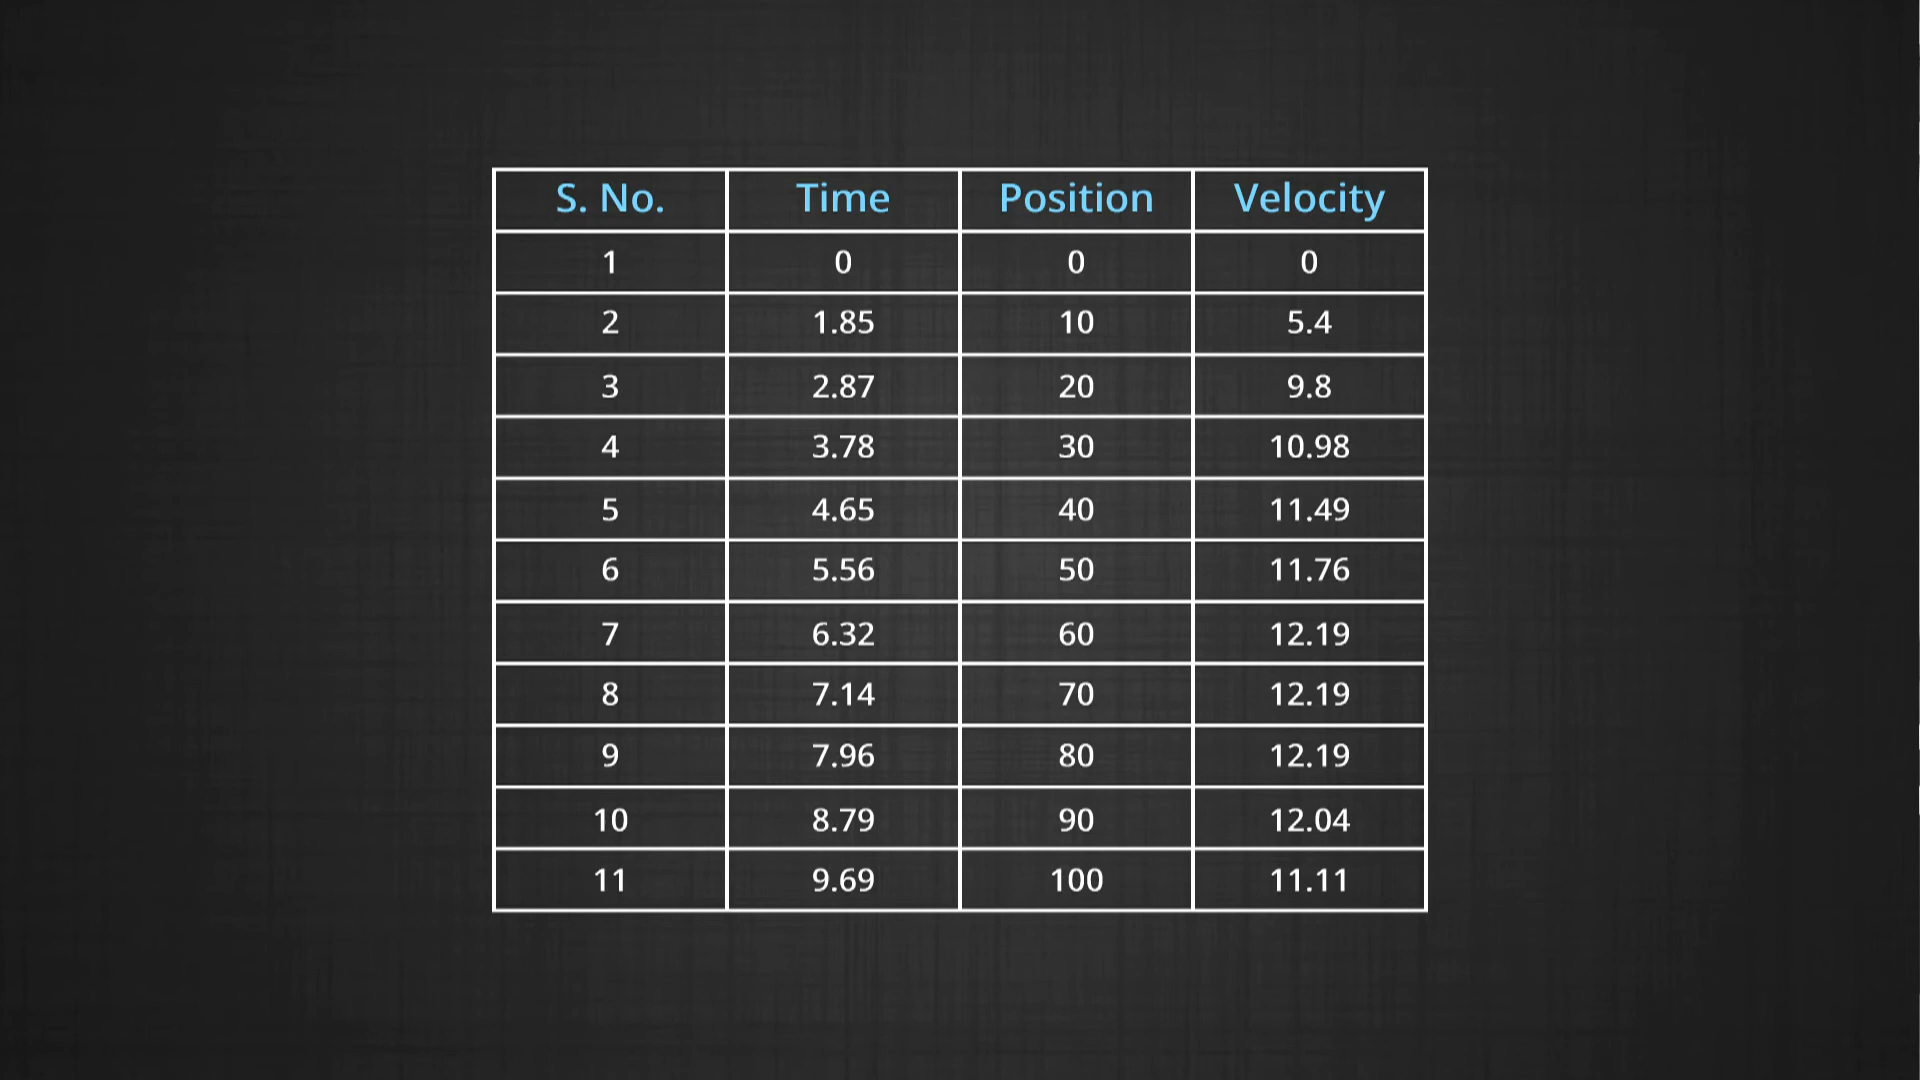 S. No. Time Position Velocity
1 0 0 0
2 1.85 10 5.4
3 2.87 20 9.8
4 3.78 30 10.98
5 4.65 40 11.49
6 5.56 50 11.76
7 6.32 60 12.19
8 7.14 70 12.19
9 7.96 80 12.19
10 8.79 90 12.04
11 9.69 100 11.11